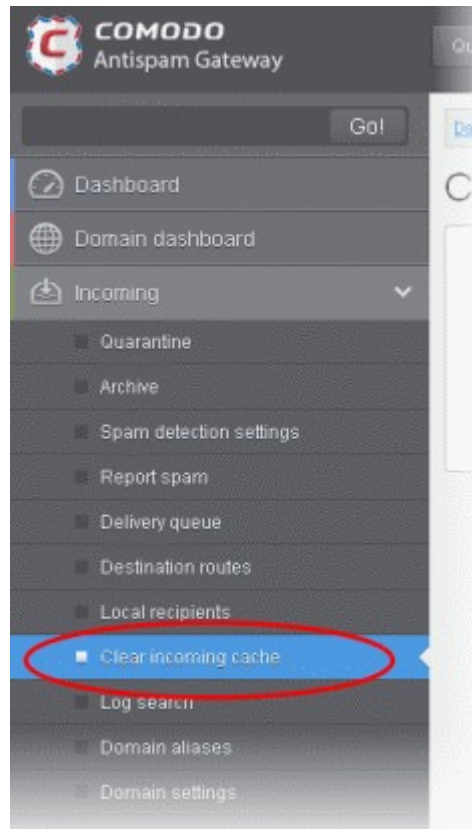 COMODO
Antispam Gateway
Go!
Dashboard
Domain dashboard
Incoming
Quarantine
Archive
Spam detection settings
Report spam
Delivery queue
Destination routes
Local recipients
Clear incoming cache
Log search
Domain aliases
Domain settings